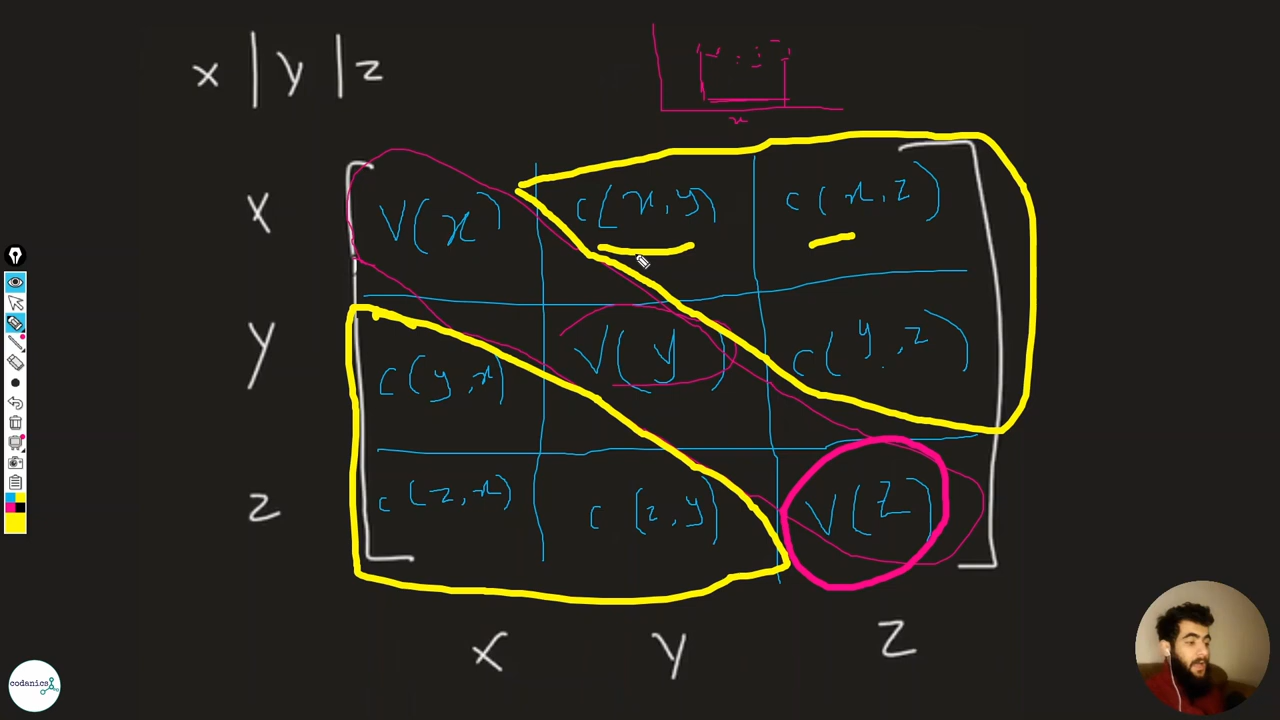 x | y | z
x
x V(x) c(x,y) c(x,z)
y c(y,x) V(y) c(y,z)
z c(z,x) c(z,y) V(z)
x y z
codanics